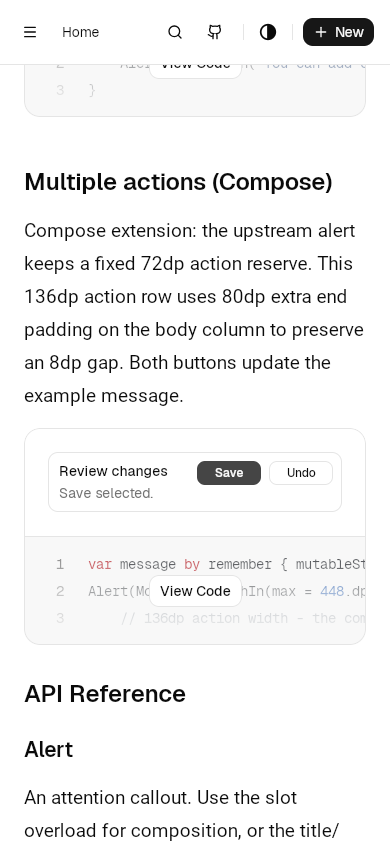 Home
New
View Code
3 }
Multiple actions (Compose)
Compose extension: the upstream alert
keeps a fixed 72dp action reserve. This
136dp action row uses 80dp extra end
padding on the body column to preserve
an 8dp gap. Both buttons update the
example message.
Review changes
Save
Undo
Save selected.
1 var message by remember { mutableSt
2 Alert(Mo
View Code
hIn(max = 448.dp
3 // 136dp action width - the com
API Reference
Alert
An attention callout. Use the slot
overload for composition, or the title/